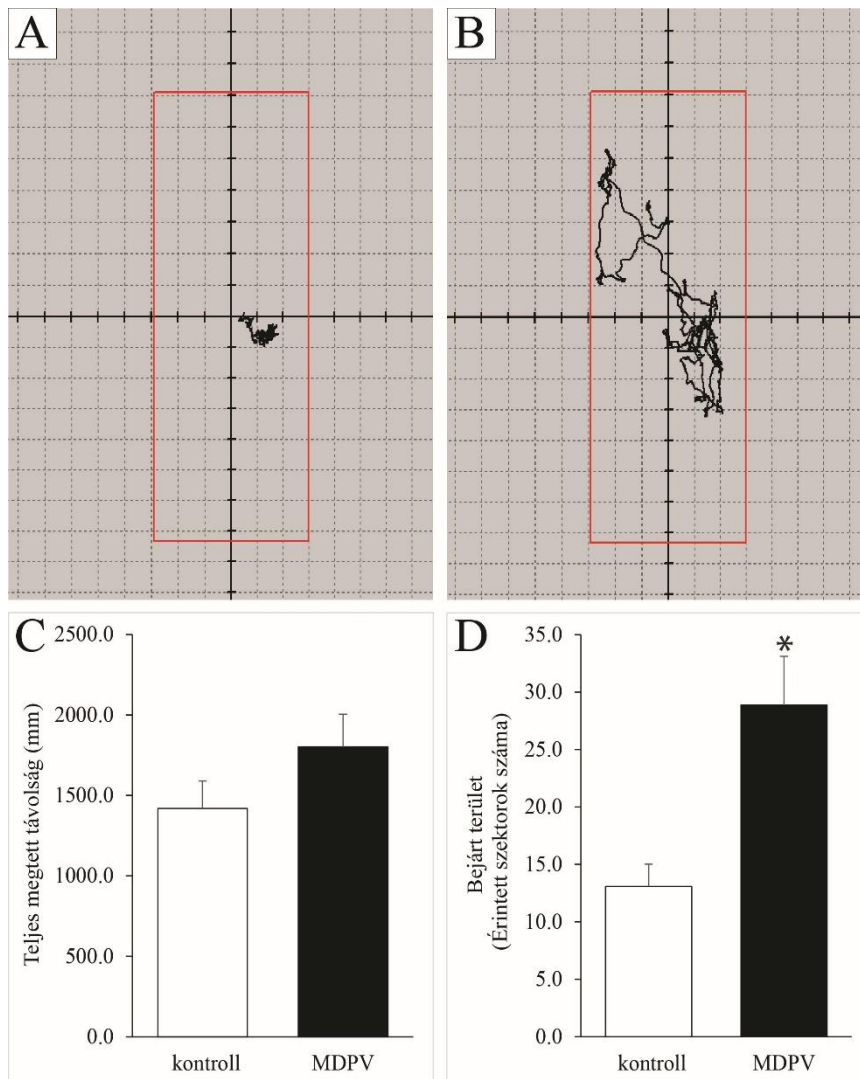 A
B
C
2500.0
2000.0
1500.0
1000.0
500.0
0.0
Teljes megtett távolság (mm)
kontroll
MDPV
D
35.0
30.0
25.0
20.0
15.0
10.0
5.0
0.0
Bejárt terület
(Érintett szektorok száma)
*
kontroll
MDPV